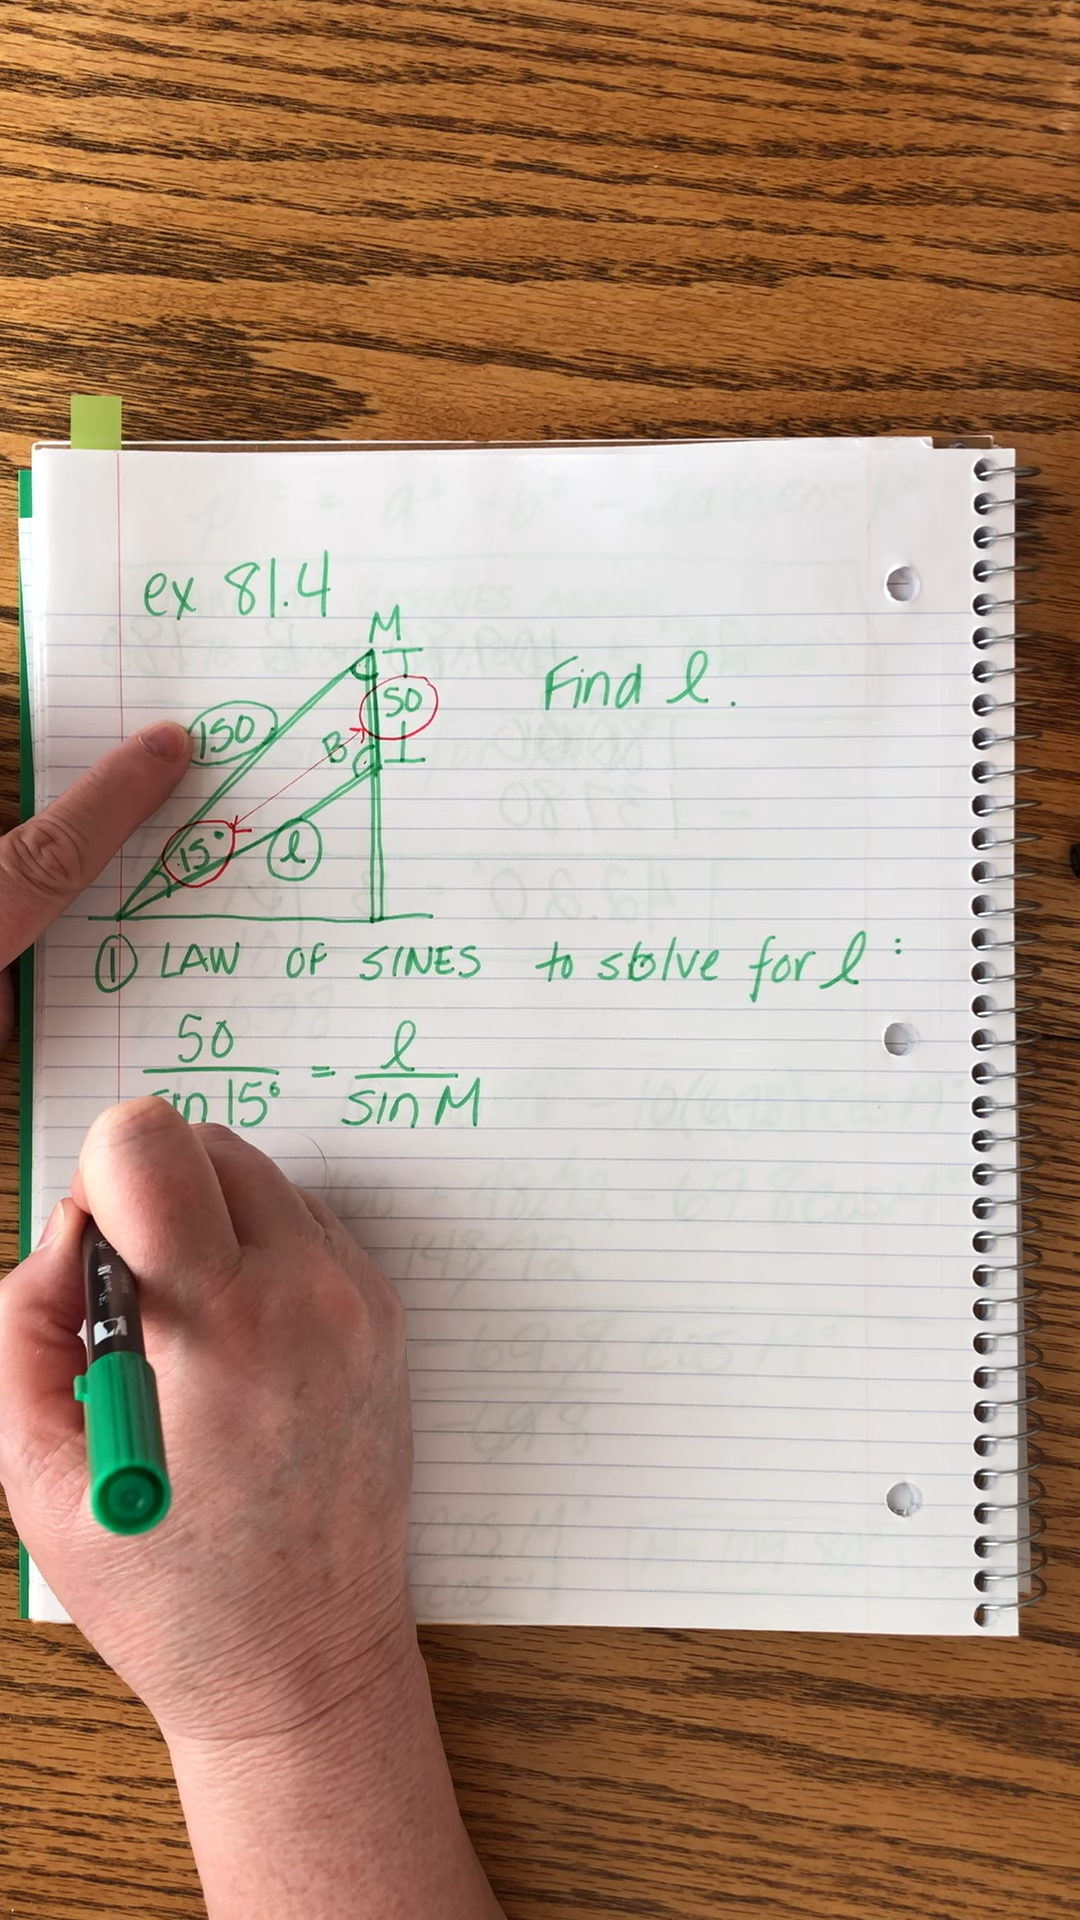 ex 81.4
M
50
150
B
15°
l
Find l.
① LAW OF SINES to solve for l:
50 / sin 15° = l / sin M